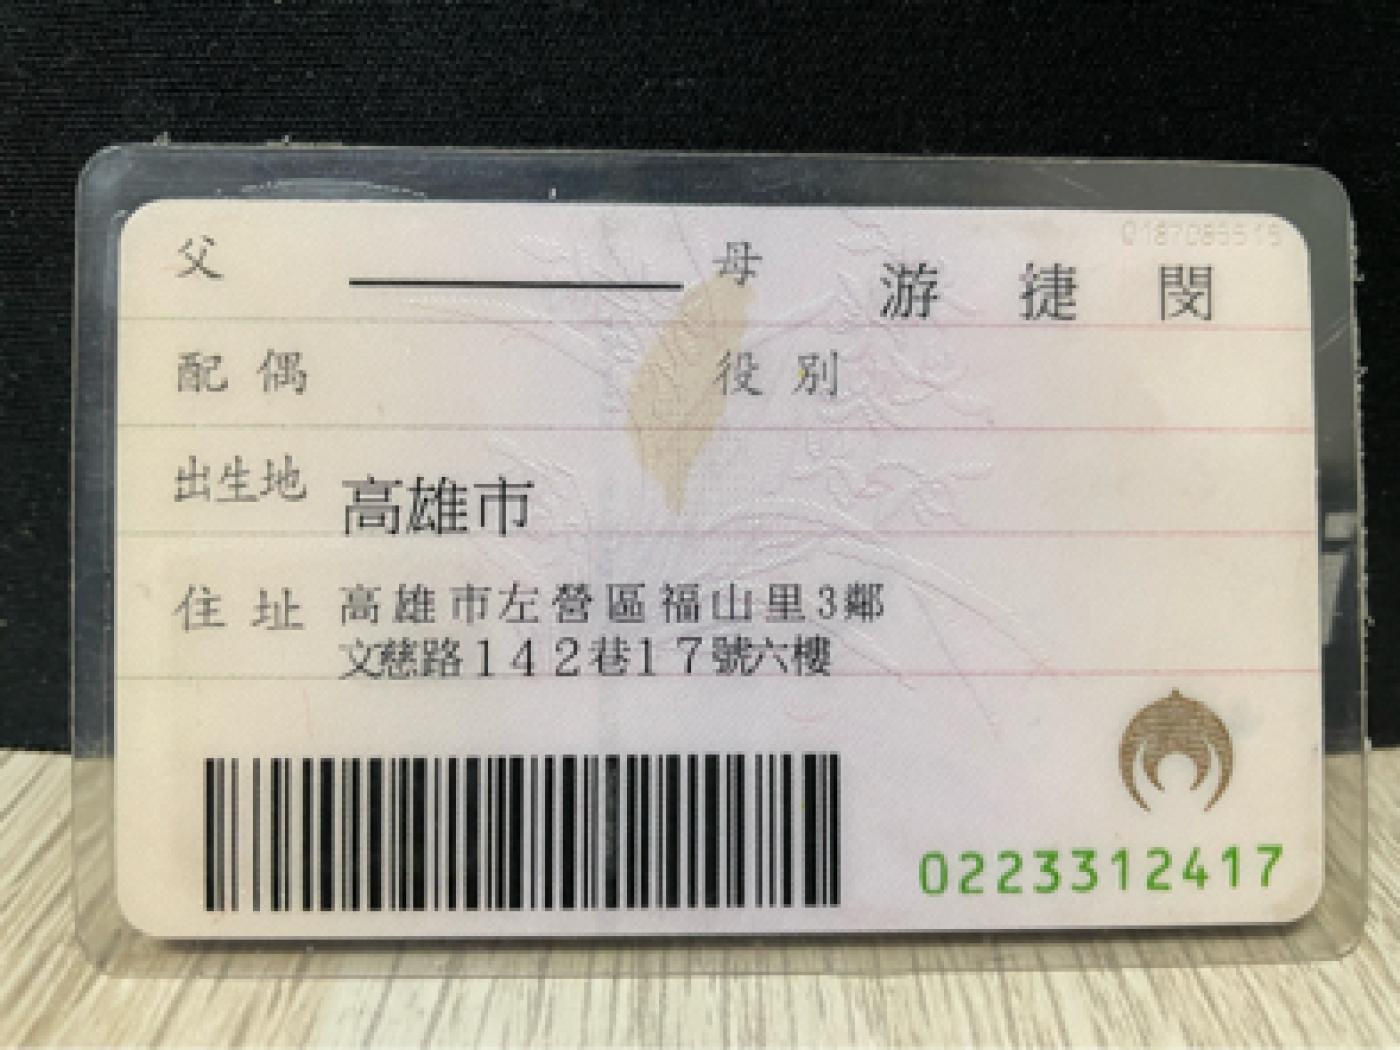 父 母 游捷閔
配偶 役別
出生地 高雄市
住址 高雄市左營區福山里3鄰
文慈路142巷17號六樓
0223312417